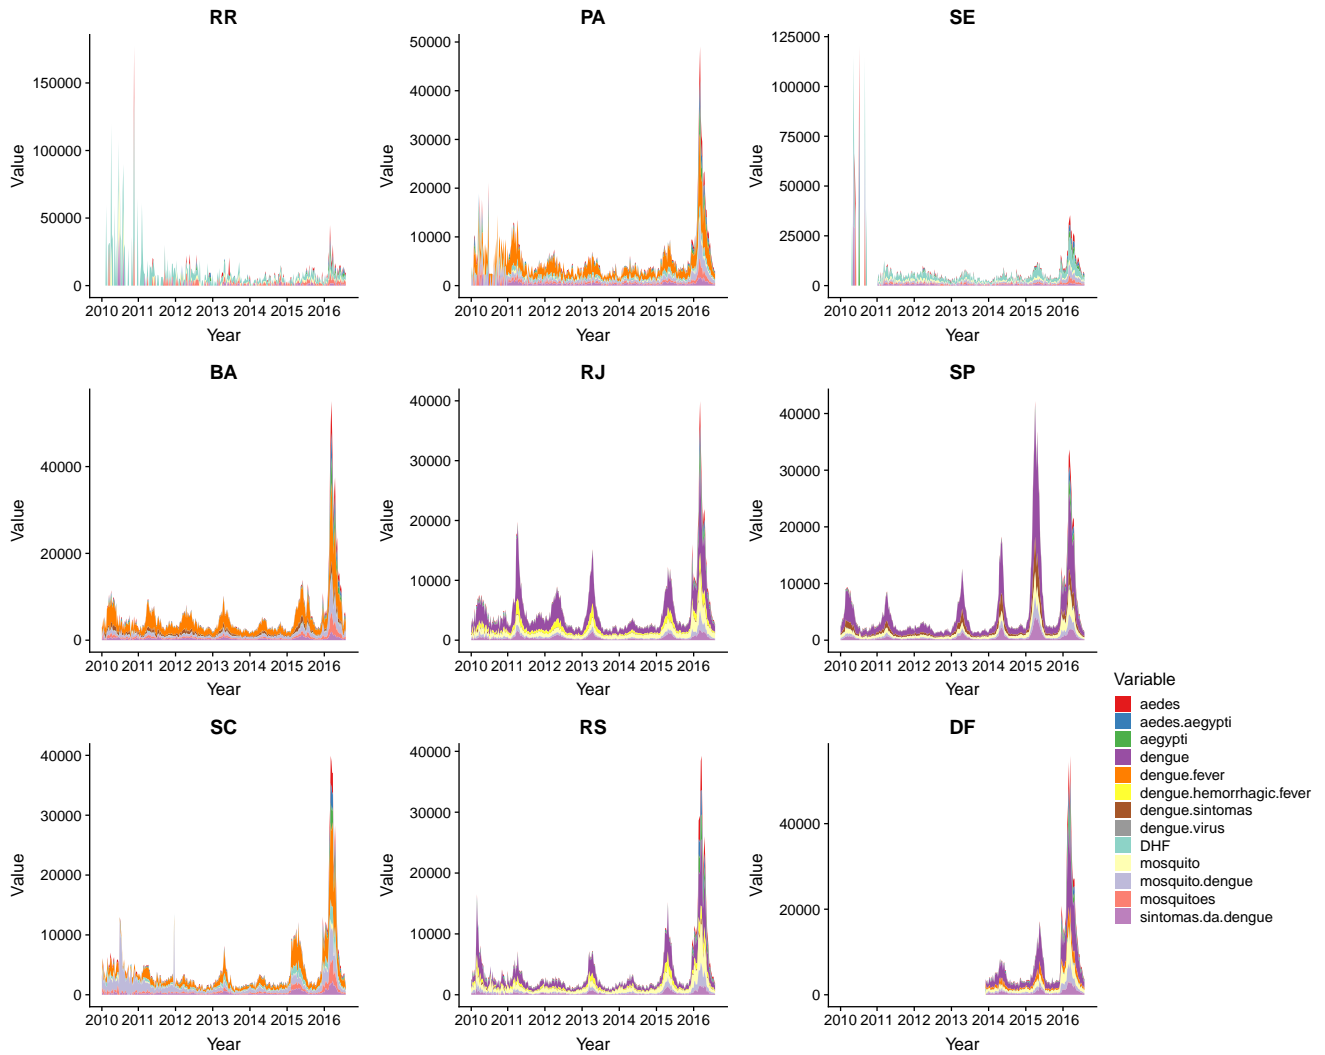 RR
PA
SE
Value
150000
100000
50000
0
2010 2011 2012 2013 2014 2015 2016
Year
Value
50000
40000
30000
20000
10000
0
2010 2011 2012 2013 2014 2015 2016
Year
Value
125000
100000
75000
50000
25000
0
2010 2011 2012 2013 2014 2015 2016
Year
BA
RJ
SP
Value
40000
20000
0
2010 2011 2012 2013 2014 2015 2016
Year
Value
40000
30000
20000
10000
0
2010 2011 2012 2013 2014 2015 2016
Year
Value
40000
30000
20000
10000
0
2010 2011 2012 2013 2014 2015 2016
Year
SC
RS
DF
Value
40000
30000
20000
10000
0
2010 2011 2012 2013 2014 2015 2016
Year
Value
40000
30000
20000
10000
0
2010 2011 2012 2013 2014 2015 2016
Year
Value
40000
20000
0
2010 2011 2012 2013 2014 2015 2016
Year
Variable
aedes
aedes.aegypti
aegypti
dengue
dengue.fever
dengue.hemorrhagic.fever
dengue.sintomas
dengue.virus
DHF
mosquito
mosquito.dengue
mosquitoes
sintomas.da.dengue